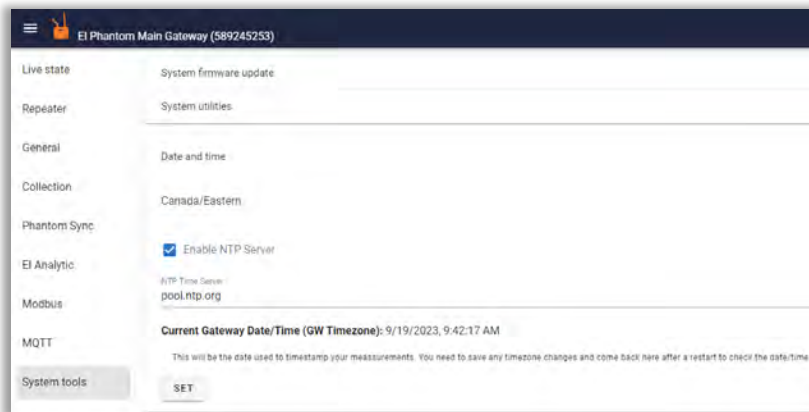 EI Phantom Main Gateway (589245253)
Live state
Repeater
General
Collection
Phantom Sync
EI Analytic
Modbus
MQTT
System tools
System firmware update
System utilities
Date and time
Canada/Eastern
Enable NTP Server
NTP Time Server
pool.ntp.org
Current Gateway Date/Time (GW Timezone): 9/19/2023, 9:42:17 AM
This will be the date used to timestamp your meassurements. You need to save any timezone changes and come back here after a restart to check the date/time
SET